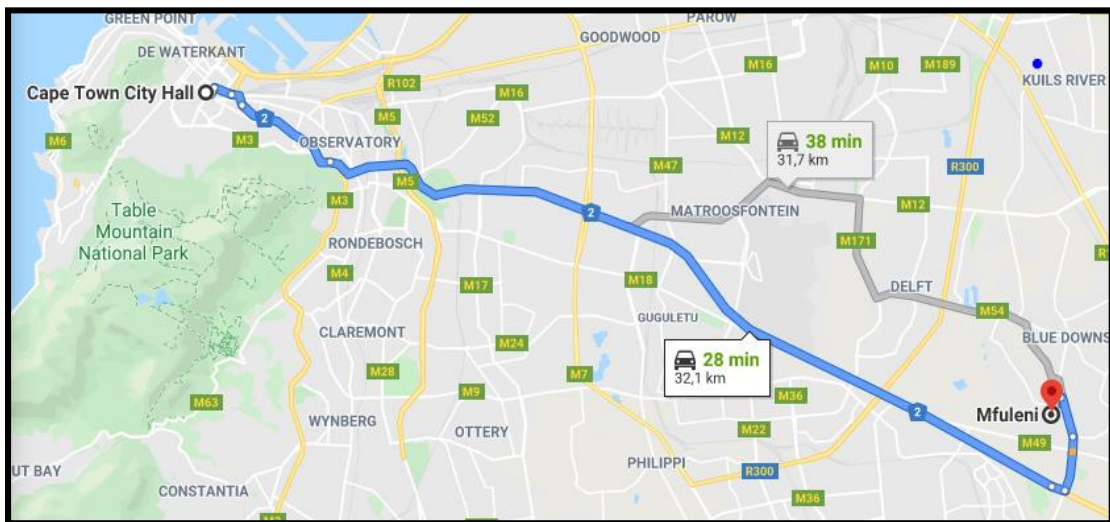 GREEN POINT
PAROW
DE WATERKANT
GOODWOOD
M16
M10
M189
KUILS RIVER
Cape Town City Hall
R102
M16
M5
M52
2
M3
OBSERVATORY
M12
M6
38 min
31,7 km
M47
R300
M5
M3
MATROOSFONTEIN
M12
2
Table
Mountain
National Park
RONDEBOSCH
M171
M4
M17
M18
DELFT
M54
GUGULETU
CLAREMONT
M24
BLUE DOWNS
28 min
32,1 km
M28
M7
M9
M36
M63
2
Mfuleni
WYNBERG
OTTERY
M22
M49
UT BAY
PHILIPPI
R300
CONSTANTIA
M36